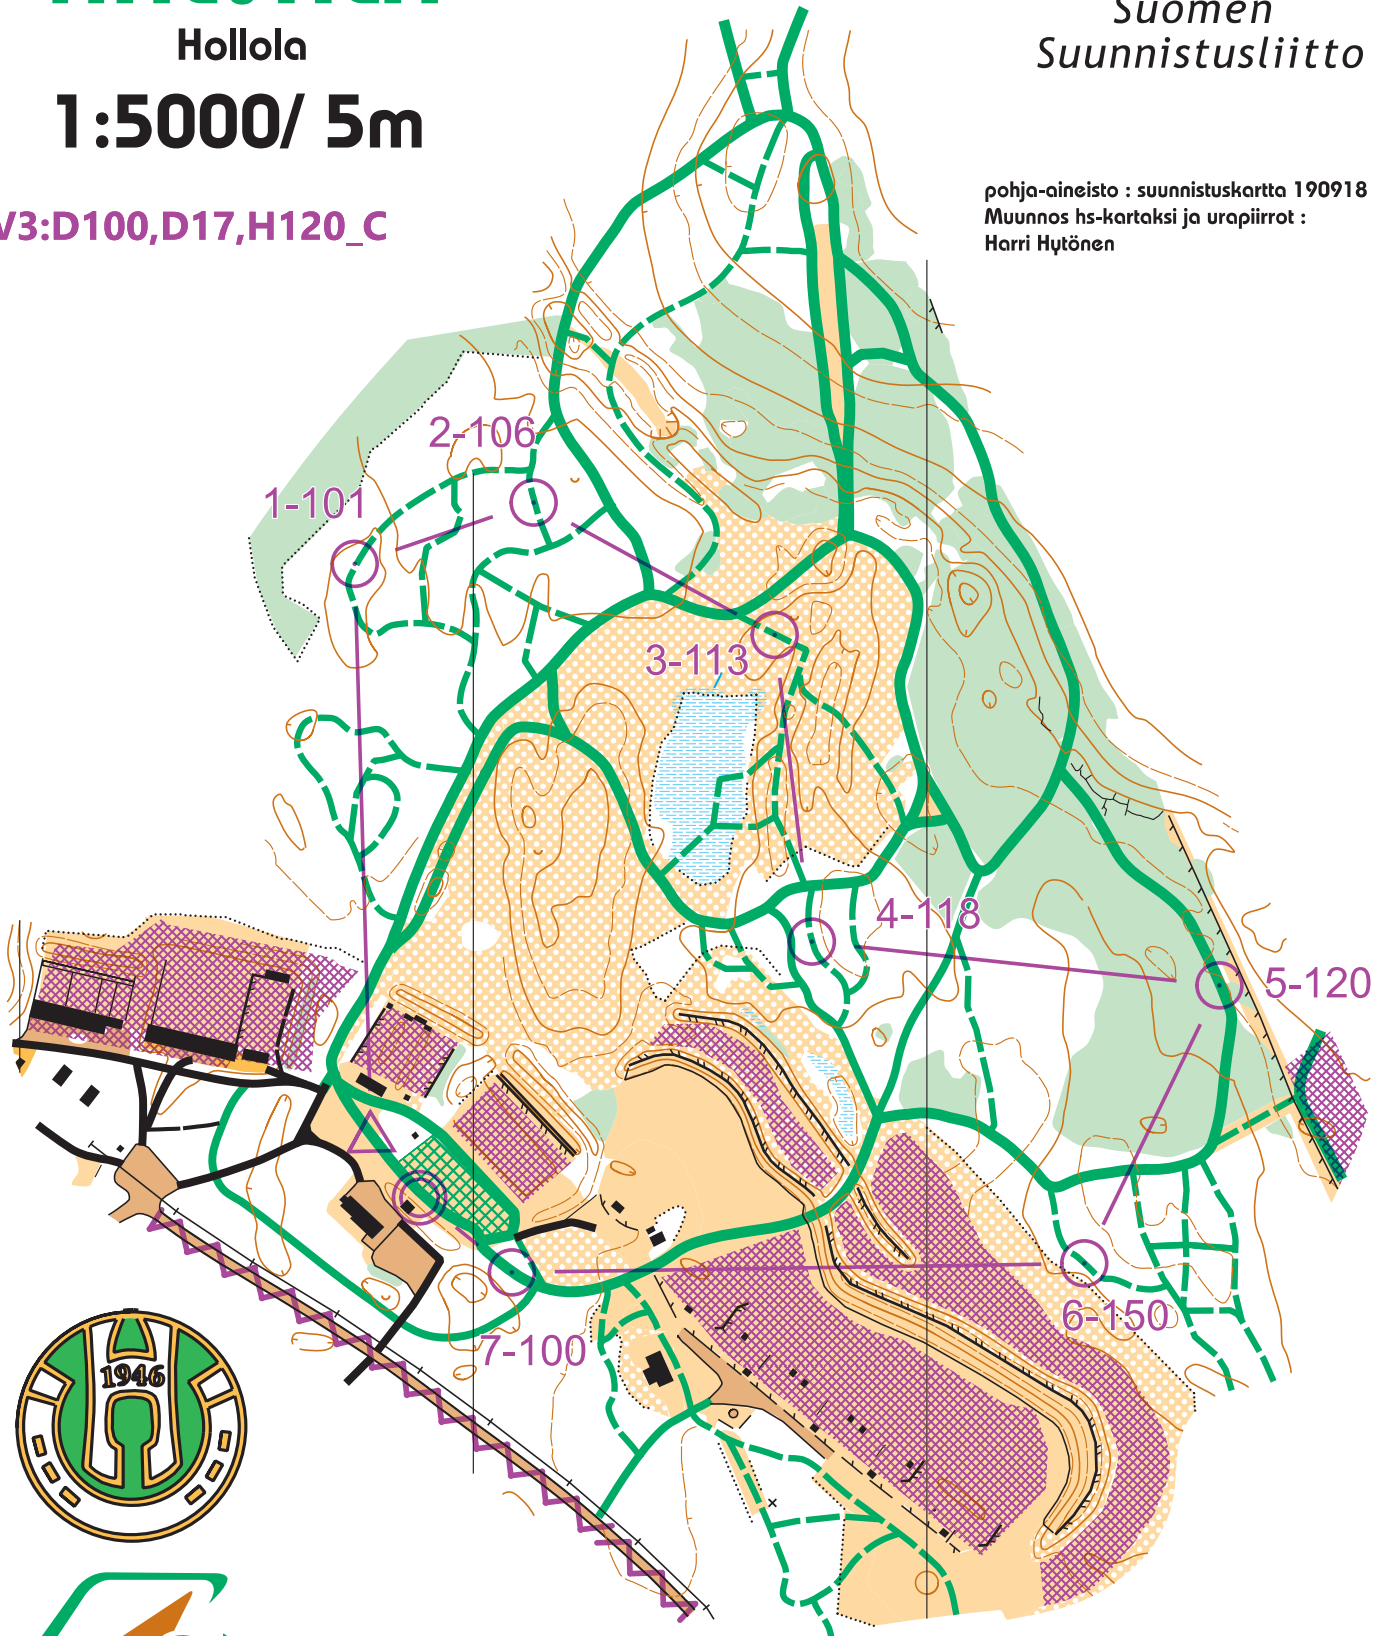 Hollola
1:5000/ 5m
V3:D100,D17,H120_C
Suomen
Suunnistusliitto
pohja-aineisto : suunnistuskartta 190918
Muunnos hs-kartaksi ja urapiirrot :
Harri Hytönen
2-106
1-101
3-113
4-118
5-120
6-150
7-100
1946